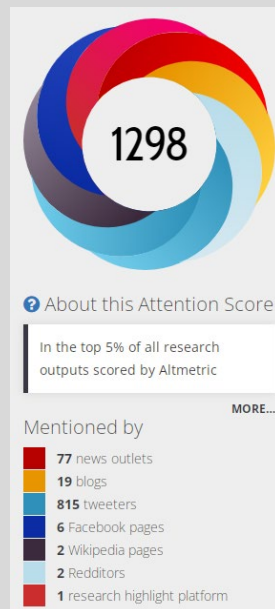 1298
? About this Attention Score
In the top 5% of all research
outputs scored by Altmetric
MORE...
Mentioned by
77 news outlets
19 blogs
815 tweeters
6 Facebook pages
2 Wikipedia pages
2 Redditors
1 research highlight platform